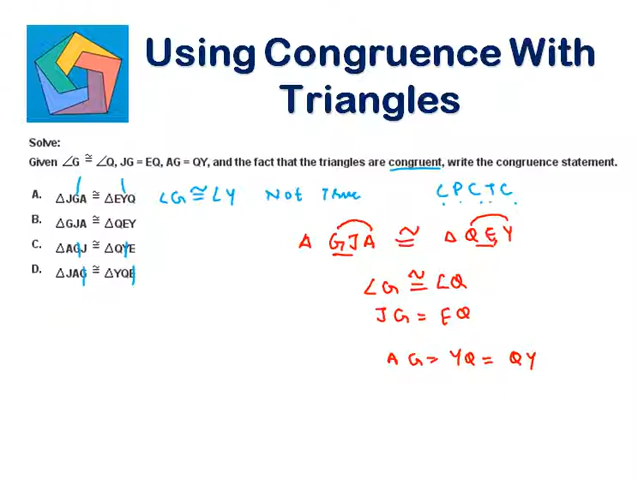 Using Congruence With
Triangles
Solve:
Given ∠G ≅ ∠Q, JG = EQ, AG = QY, and the fact that the triangles are congruent, write the congruence statement.
A. △JGA ≅ △EYQ ∠G ≅ ∠Y Not True C P C T C
B. △GJA ≅ △QEY
△ GJA ≅ △ QEY
C. △AGJ ≅ △QYE
D. △JAG ≅ △YQE
∠G ≅ ∠Q
JG = EQ
AG = YQ = QY